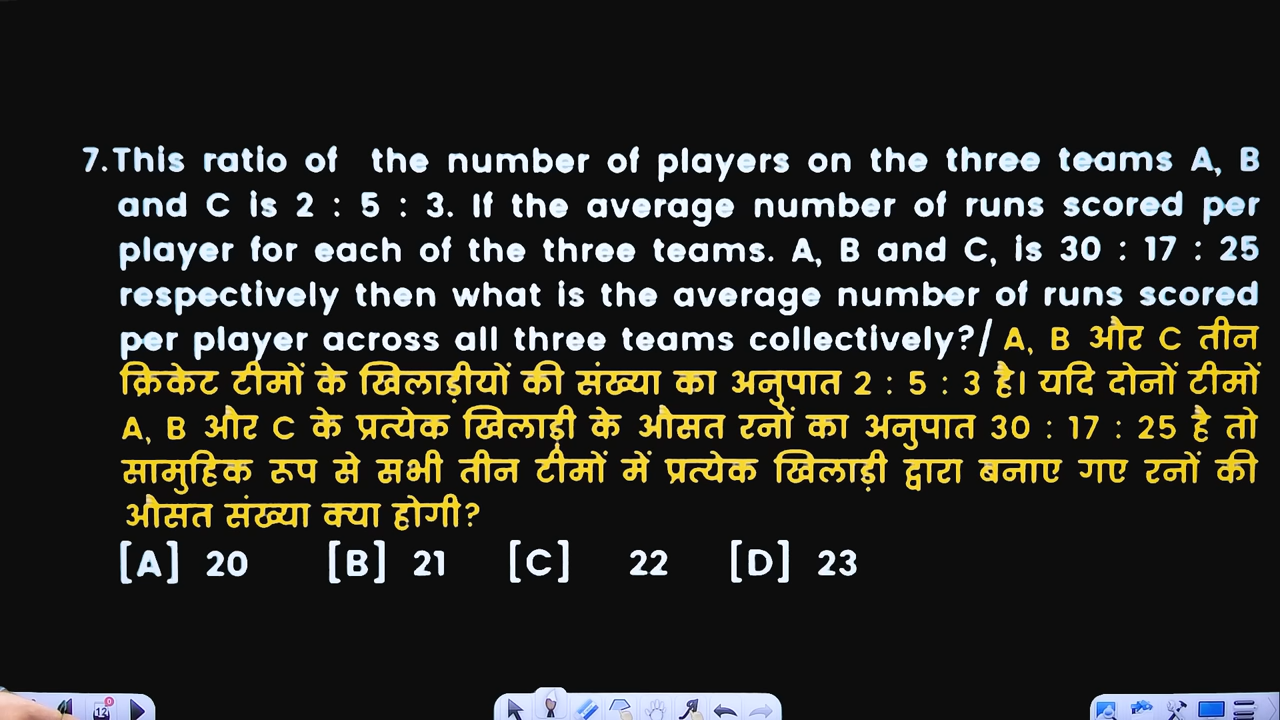 7.This ratio of the number of players on the three teams A, B
and C is 2 : 5 : 3. If the average number of runs scored per
player for each of the three teams. A, B and C, is 30 : 17 : 25
respectively then what is the average number of runs scored
per player across all three teams collectively?/ A, B और C तीन
क्रिकेट टीमों के खिलाड़ीयों की संख्या का अनुपात 2 : 5 : 3 है। यदि दोनों टीमों
A, B और C के प्रत्येक खिलाड़ी के औसत रनों का अनुपात 30 : 17 : 25 है तो
सामुहिक रूप से सभी तीन टीमों में प्रत्येक खिलाड़ी द्वारा बनाए गए रनों की
औसत संख्या क्या होगी?
[A] 20 [B] 21 [C] 22 [D] 23